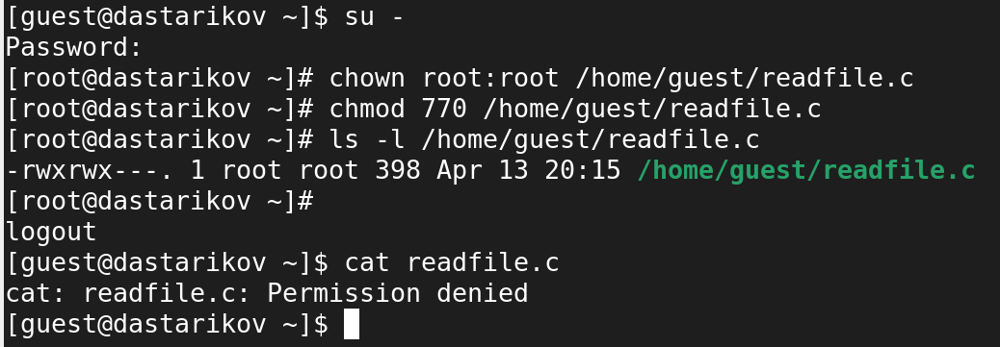 [guest@dastarikov ~]$ su -
Password:
[root@dastarikov ~]# chown root:root /home/guest/readfile.c
[root@dastarikov ~]# chmod 770 /home/guest/readfile.c
[root@dastarikov ~]# ls -l /home/guest/readfile.c
-rwxrwx---. 1 root root 398 Apr 13 20:15 /home/guest/readfile.c
[root@dastarikov ~]#
logout
[guest@dastarikov ~]$ cat readfile.c
cat: readfile.c: Permission denied
[guest@dastarikov ~]$